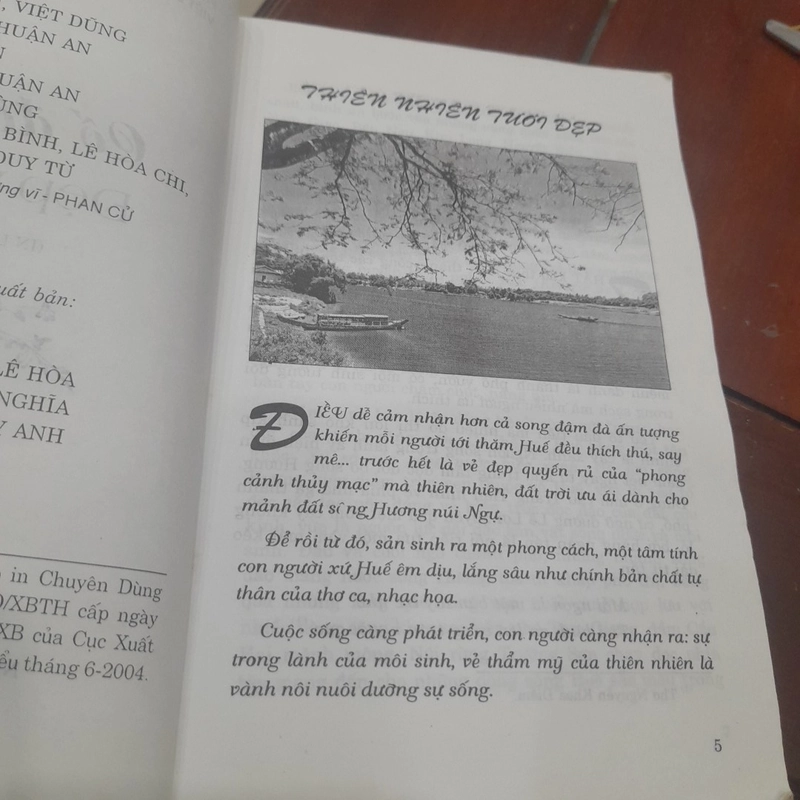 , VIỆT DŨNG
HUẬN AN
UẬN AN
ŨNG
BÌNH, LÊ HÒA CHI,
DUY TỪ
ng vĩ - PHAN CỬ
uất bản:
LÊ HÒA
NGHĨA
Y ANH
in Chuyên Dùng
/XBTH cấp ngày
XB của Cục Xuất
ểu tháng 6-2004.
THIÊN NHIÊN TƯƠI ĐẸP
ĐIỀU dễ cảm nhận hơn cả song đậm đà ấn tượng
khiến mỗi người tới thăm Huế đều thích thú, say
mê... trước hết là vẻ đẹp quyến rủ của “phong
cảnh thủy mạc” mà thiên nhiên, đất trời ưu ái dành cho
mảnh đất sông Hương núi Ngự.
Để rồi từ đó, sản sinh ra một phong cách, một tâm tính
con người xứ Huế êm dịu, lắng sâu như chính bản chất tự
thân của thơ ca, nhạc họa.
Cuộc sống càng phát triển, con người càng nhận ra: sự
trong lành của môi sinh, vẻ thẩm mỹ của thiên nhiên là
vành nôi nuôi dưỡng sự sống.
5